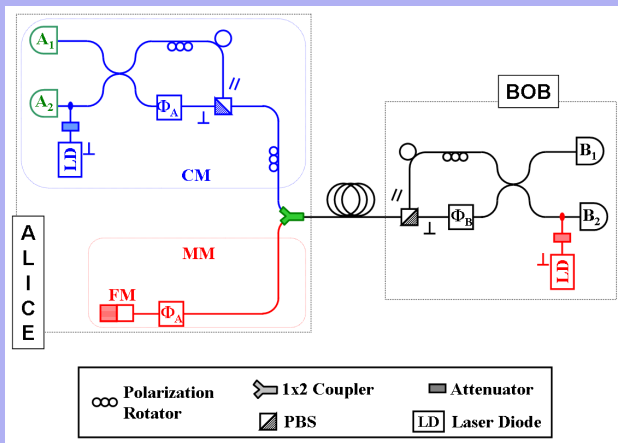 A1
A2
LD
⊥
ΦA
⊥
//
CM
ALICE
MM
FM
ΦA
BOB
//
⊥
ΦB
B1
B2
⊥
LD
Polarization
Rotator
1x2 Coupler
PBS
Attenuator
LD
Laser Diode